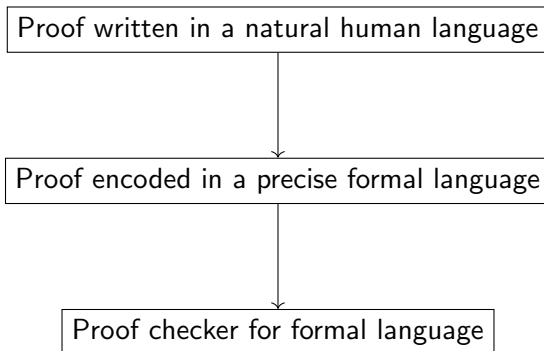 Proof written in a natural human language
Proof encoded in a precise formal language
Proof checker for formal language